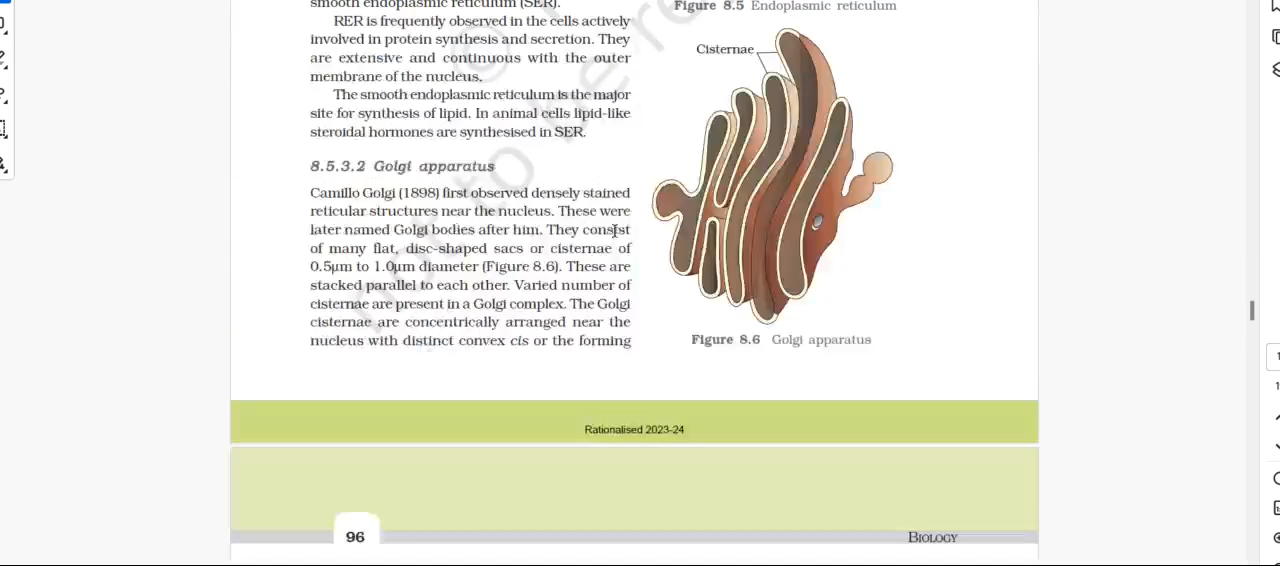 smooth endoplasmic reticulum (SER).
RER is frequently observed in the cells actively
involved in protein synthesis and secretion. They
are extensive and continuous with the outer
membrane of the nucleus.
The smooth endoplasmic reticulum is the major
site for synthesis of lipid. In animal cells lipid-like
steroidal hormones are synthesised in SER.
8.5.3.2 Golgi apparatus
Camillo Golgi (1898) first observed densely stained
reticular structures near the nucleus. These were
later named Golgi bodies after him. They consist
of many flat, disc-shaped sacs or cisternae of
0.5µm to 1.0µm diameter (Figure 8.6). These are
stacked parallel to each other. Varied number of
cisternae are present in a Golgi complex. The Golgi
cisternae are concentrically arranged near the
nucleus with distinct convex cis or the forming
Figure 8.5 Endoplasmic reticulum
Cisternae
Figure 8.6 Golgi apparatus
not to be re
©
Rationalised 2023-24
96
BIOLOGY